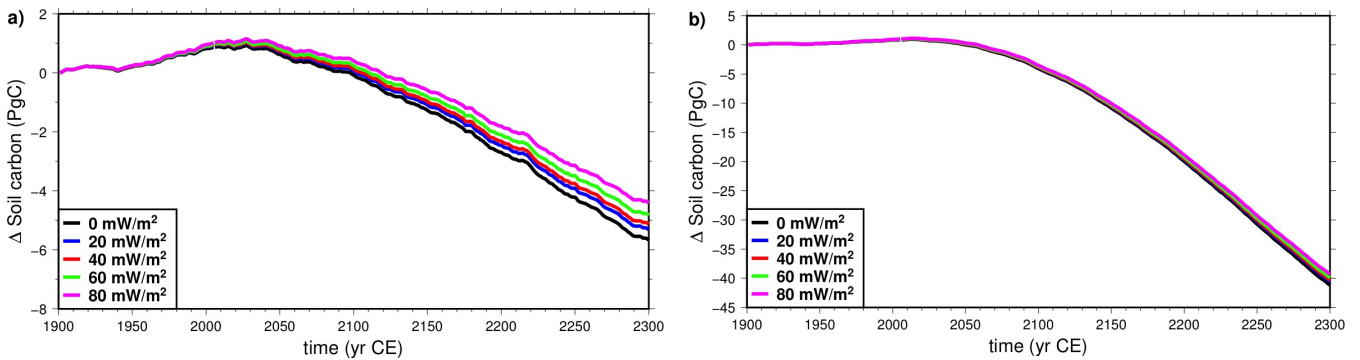 a)
Δ Soil carbon (PgC)
2
0
−2
−4
−6
−8
0 mW/m²
20 mW/m²
40 mW/m²
60 mW/m²
80 mW/m²
1900 1950 2000 2050 2100 2150 2200 2250 2300
time (yr CE)
b)
Δ Soil carbon (PgC)
5
0
−5
−10
−15
−20
−25
−30
−35
−40
−45
0 mW/m²
20 mW/m²
40 mW/m²
60 mW/m²
80 mW/m²
1900 1950 2000 2050 2100 2150 2200 2250 2300
time (yr CE)